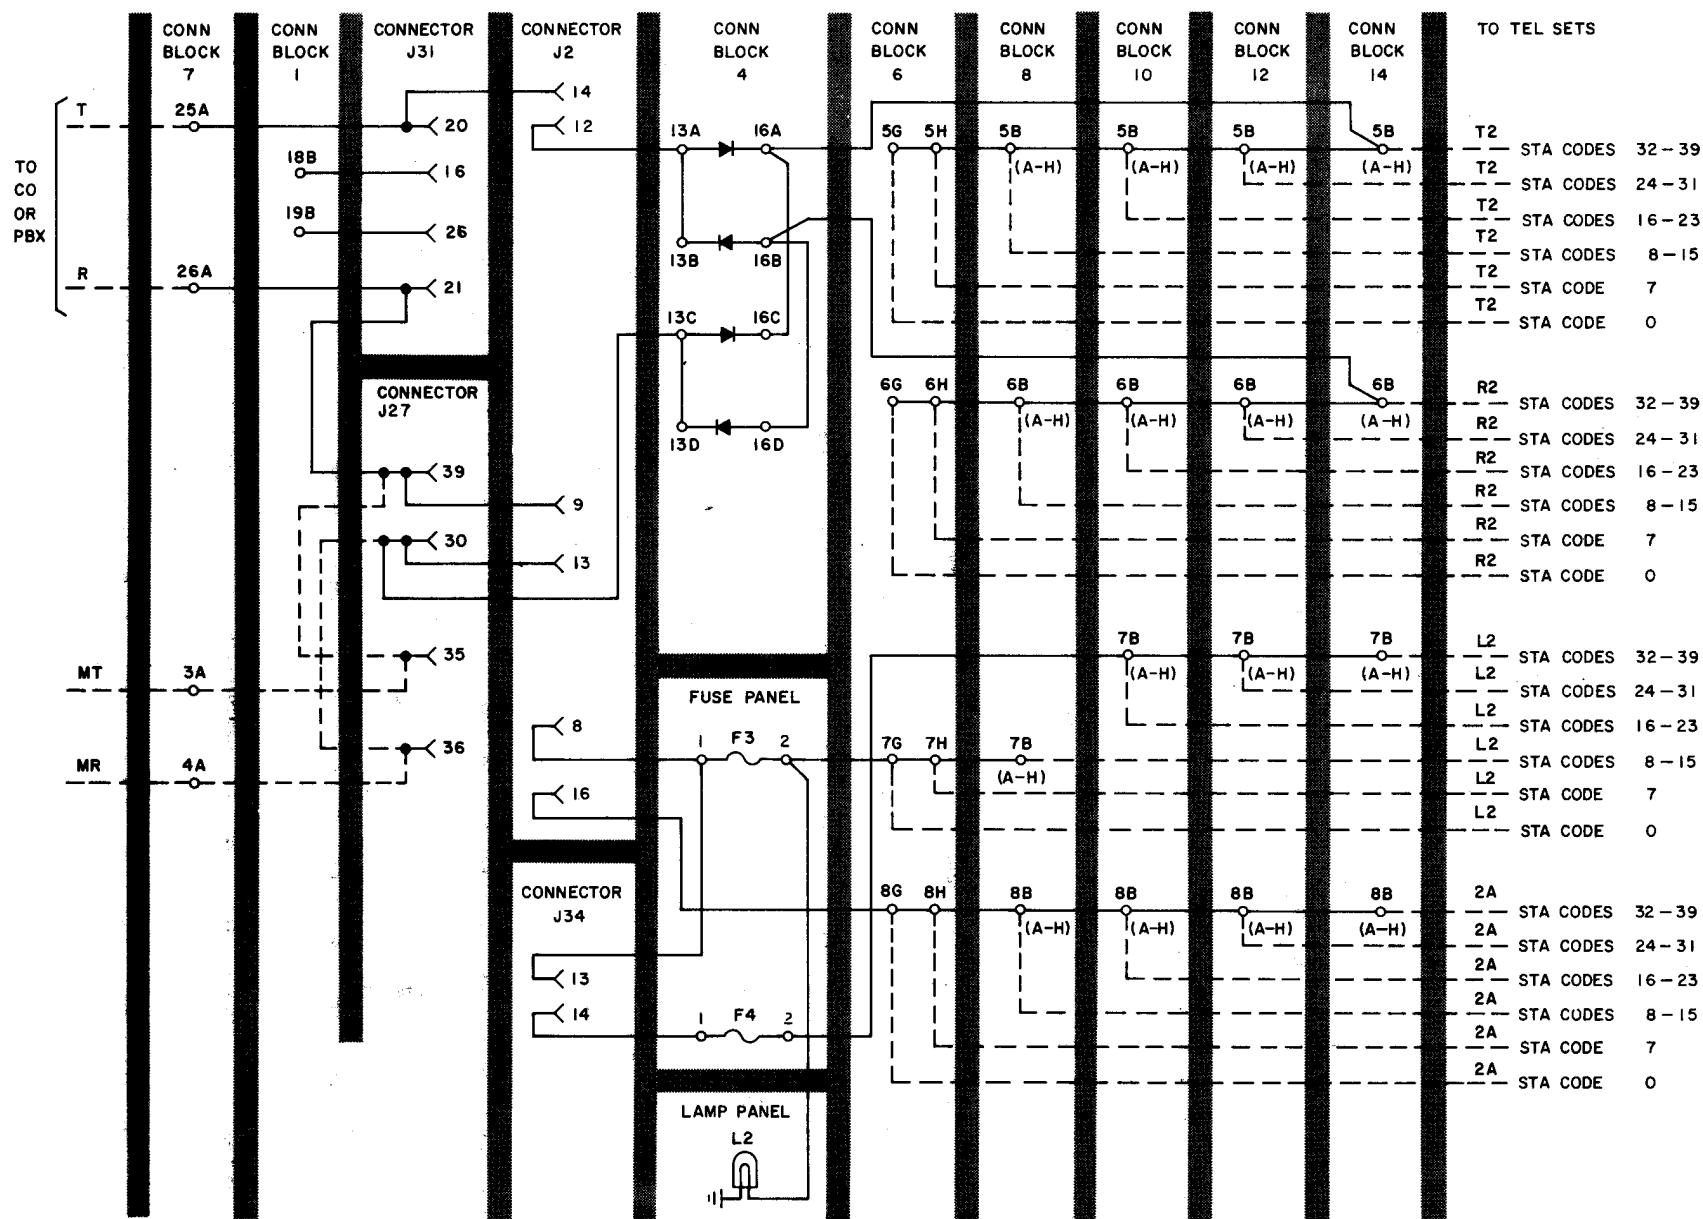 CONN BLOCK 7
CONN BLOCK 1
CONNECTOR J31
CONNECTOR J2
CONN BLOCK 4
CONN BLOCK 6
CONN BLOCK 8
CONN BLOCK 10
CONN BLOCK 12
CONN BLOCK 14
TO TEL SETS
TO CO OR PBX
T
25A
20
14
12
18B
16
19B
26
R
26A
21
13A
16A
13B
16B
13C
16C
13D
16D
5G
5H
5B
5B
5B
5B
(A-H)
(A-H)
(A-H)
(A-H)
T2
STA CODES 32-39
T2
STA CODES 24-31
T2
STA CODES 16-23
T2
STA CODES 8-15
T2
STA CODE 7
T2
STA CODE 0
CONNECTOR J27
39
9
30
13
6G
6H
6B
6B
6B
6B
(A-H)
(A-H)
(A-H)
(A-H)
R2
STA CODES 32-39
R2
STA CODES 24-31
R2
STA CODES 16-23
R2
STA CODES 8-15
R2
STA CODE 7
R2
STA CODE 0
35
MT
3A
36
MR
4A
FUSE PANEL
8
1
F3
2
16
7G
7H
7B
(A-H)
7B
7B
7B
(A-H)
(A-H)
(A-H)
L2
STA CODES 32-39
L2
STA CODES 24-31
L2
STA CODES 16-23
L2
STA CODES 8-15
L2
STA CODE 7
L2
STA CODE 0
CONNECTOR J34
13
14
1
F4
2
8G
8H
8B
8B
8B
8B
(A-H)
(A-H)
(A-H)
(A-H)
2A
STA CODES 32-39
2A
STA CODES 24-31
2A
STA CODES 16-23
2A
STA CODES 8-15
2A
STA CODE 7
2A
STA CODE 0
LAMP PANEL
L2